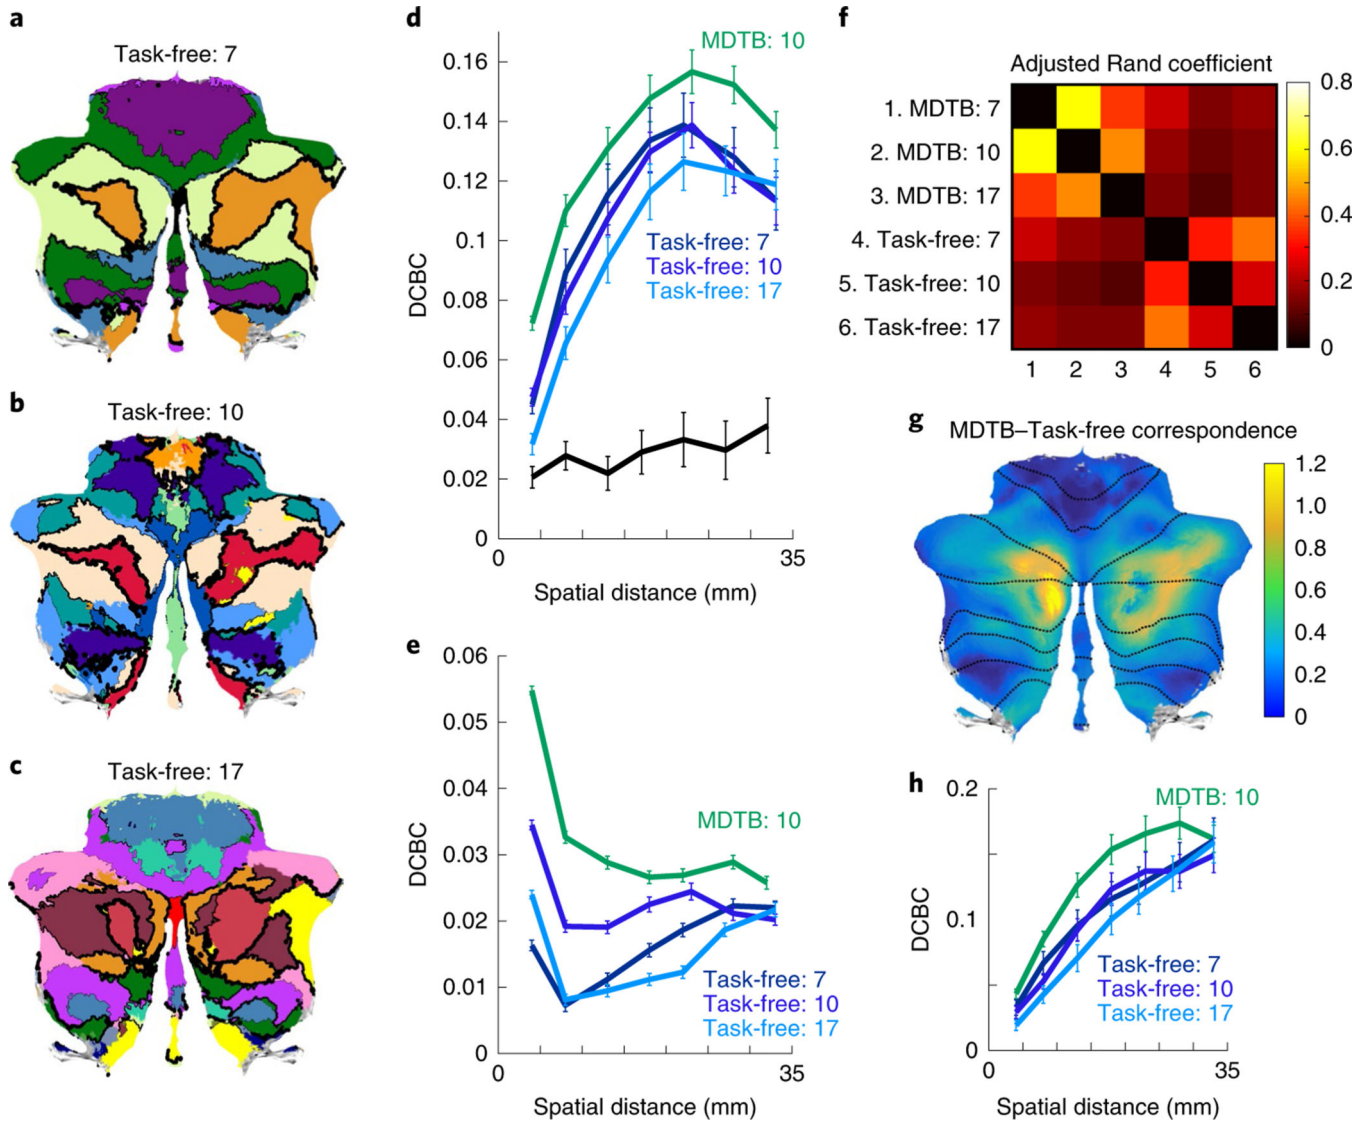 a
Task-free: 7
b
Task-free: 10
c
Task-free: 17
d
MDTB: 10
0.16
0.14
0.12
0.1
0.08
0.06
0.04
0.02
0
DCBC
Task-free: 7
Task-free: 10
Task-free: 17
0
35
Spatial distance (mm)
e
0.06
0.05
0.04
0.03
0.02
0.01
0
DCBC
MDTB: 10
Task-free: 7
Task-free: 10
Task-free: 17
0
35
Spatial distance (mm)
f
Adjusted Rand coefficient
1. MDTB: 7
2. MDTB: 10
3. MDTB: 17
4. Task-free: 7
5. Task-free: 10
6. Task-free: 17
1 2 3 4 5 6
0.8
0.6
0.4
0.2
0
g
MDTB–Task-free correspondence
1.2
1.0
0.8
0.6
0.4
0.2
0
h
0.2
0.1
0
DCBC
MDTB: 10
Task-free: 7
Task-free: 10
Task-free: 17
0
35
Spatial distance (mm)